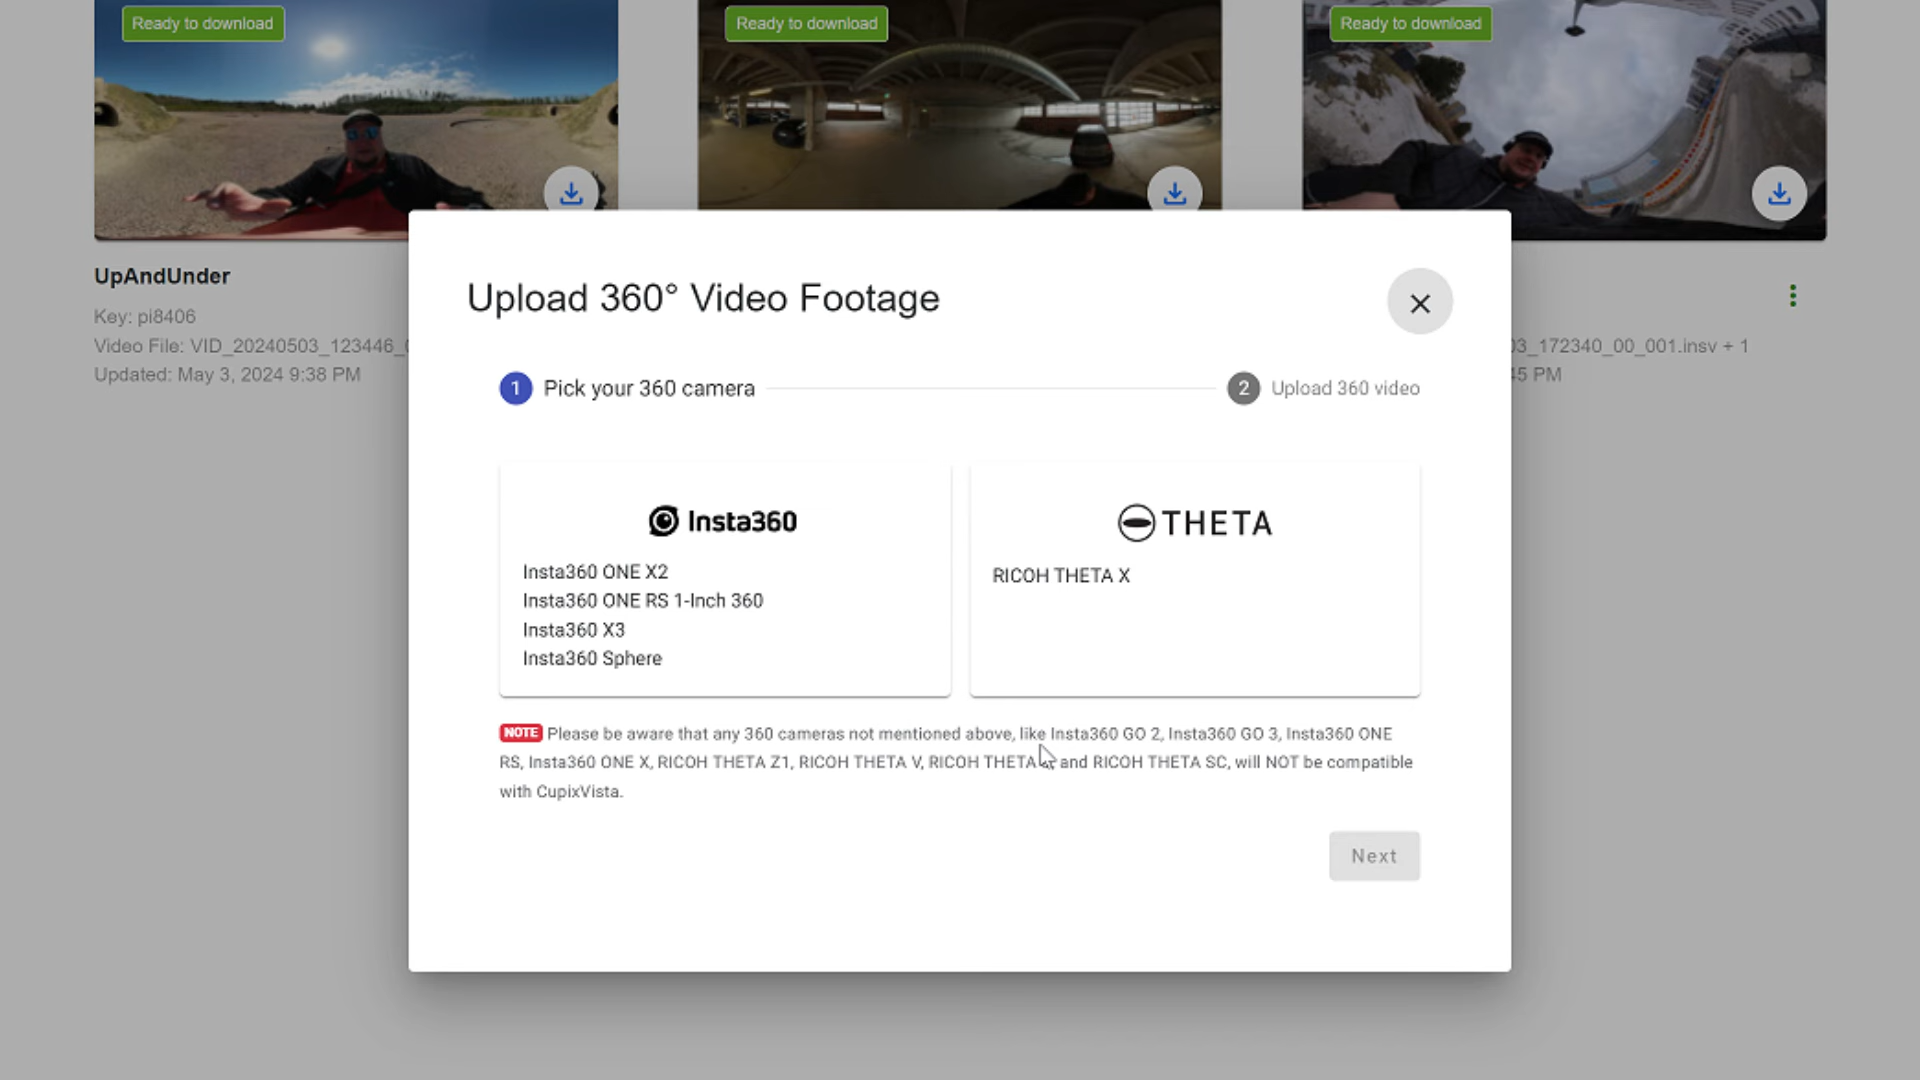 Ready to download
Ready to download
Ready to download
UpAndUnder
Key: pi8406
Video File: VID_20240503_123446_
Updated: May 3, 2024 9:38 PM
03_172340_00_001.insv + 1
45 PM
Upload 360° Video Footage
1 Pick your 360 camera
2 Upload 360 video
Insta360
Insta360 ONE X2
Insta360 ONE RS 1-Inch 360
Insta360 X3
Insta360 Sphere
THETA
RICOH THETA X
NOTE Please be aware that any 360 cameras not mentioned above, like Insta360 GO 2, Insta360 GO 3, Insta360 ONE
RS, Insta360 ONE X, RICOH THETA Z1, RICOH THETA V, RICOH THETA and RICOH THETA SC, will NOT be compatible
with CupixVista.
Next